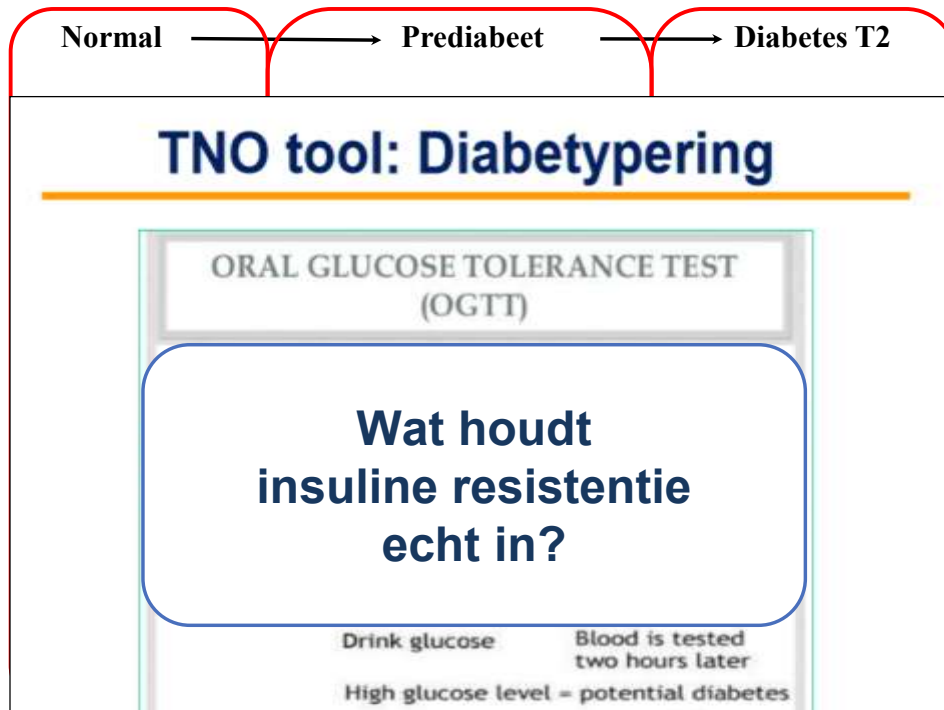 Normal Prediabeet Diabetes T2
TNO tool: Diabetypering
ORAL GLUCOSE TOLERANCE TEST
(OGTT)
Wat houdt
insuline resistentie
echt in?
Drink glucose Blood is tested
two hours later
High glucose level = potential diabetes